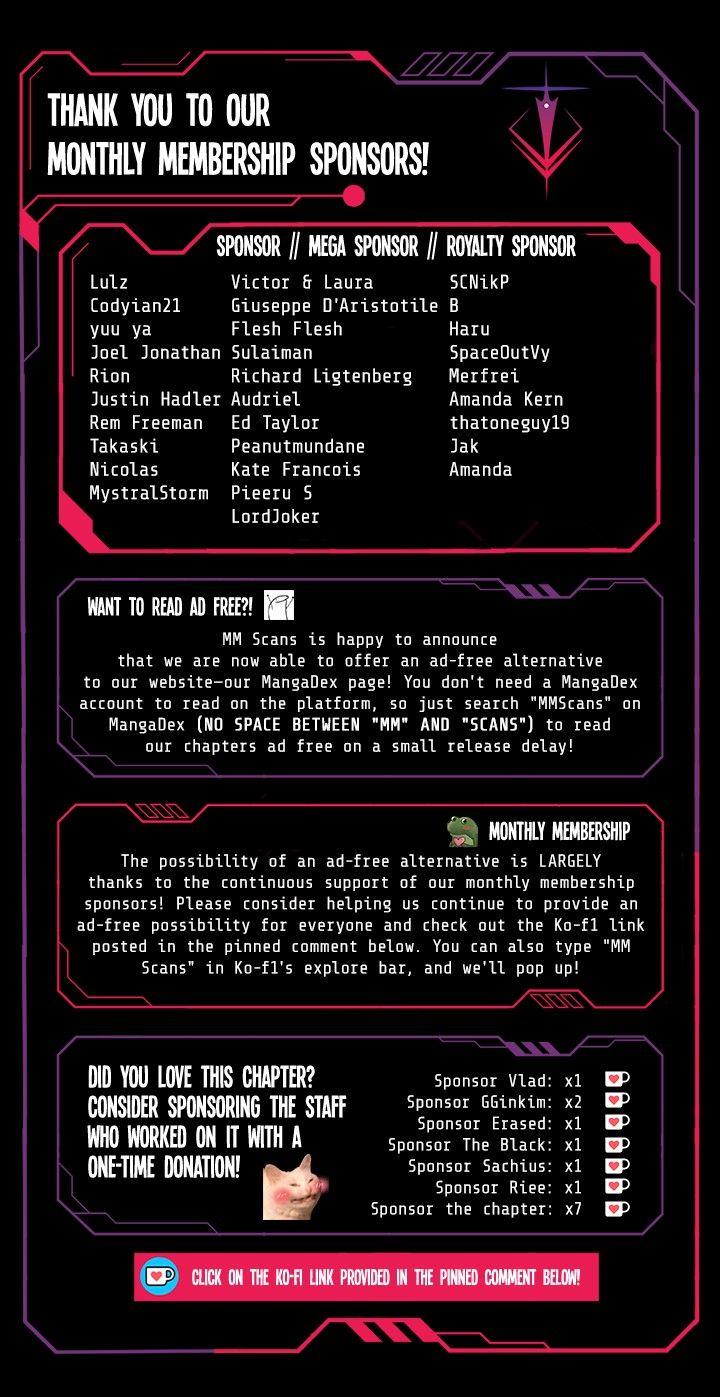 THANK YOU TO OUR
MONTHLY MEMBERSHIP SPONSORS!
SPONSOR // MEGA SPONSOR // ROYALTY SPONSOR
Lulz
Codyian21
yuu ya
Joel Jonathan
Rion
Justin Hadler
Rem Freeman
Takaski
Nicolas
MystralStorm
Victor & Laura
Giuseppe D'Aristotile
Flesh Flesh
Sulaiman
Richard Ligtenberg
Audriel
Ed Taylor
Peanutmundane
Kate Francois
Pieeru S
LordJoker
SCNikP
B
Haru
SpaceOutVy
Merfrei
Amanda Kern
thatoneguy19
Jak
Amanda
WANT TO READ AD FREE?!
MM Scans is happy to announce
that we are now able to offer an ad-free alternative
to our website—our MangaDex page! You don't need a MangaDex
account to read on the platform, so just search "MMScans" on
MangaDex (NO SPACE BETWEEN "MM" AND "SCANS") to read
our chapters ad free on a small release delay!
MONTHLY MEMBERSHIP
The possibility of an ad-free alternative is LARGELY
thanks to the continuous support of our monthly membership
sponsors! Please consider helping us continue to provide an
ad-free possibility for everyone and check out the Ko-f1 link
posted in the pinned comment below. You can also type "MM
Scans" in Ko-f1's explore bar, and we'll pop up!
DID YOU LOVE THIS CHAPTER?
CONSIDER SPONSORING THE STAFF
WHO WORKED ON IT WITH A
ONE-TIME DONATION!
Sponsor Vlad: x1
Sponsor GGinkim: x2
Sponsor Erased: x1
Sponsor The Black: x1
Sponsor Sachius: x1
Sponsor Riee: x1
Sponsor the chapter: x7
CLICK ON THE KO-FI LINK PROVIDED IN THE PINNED COMMENT BELOW!